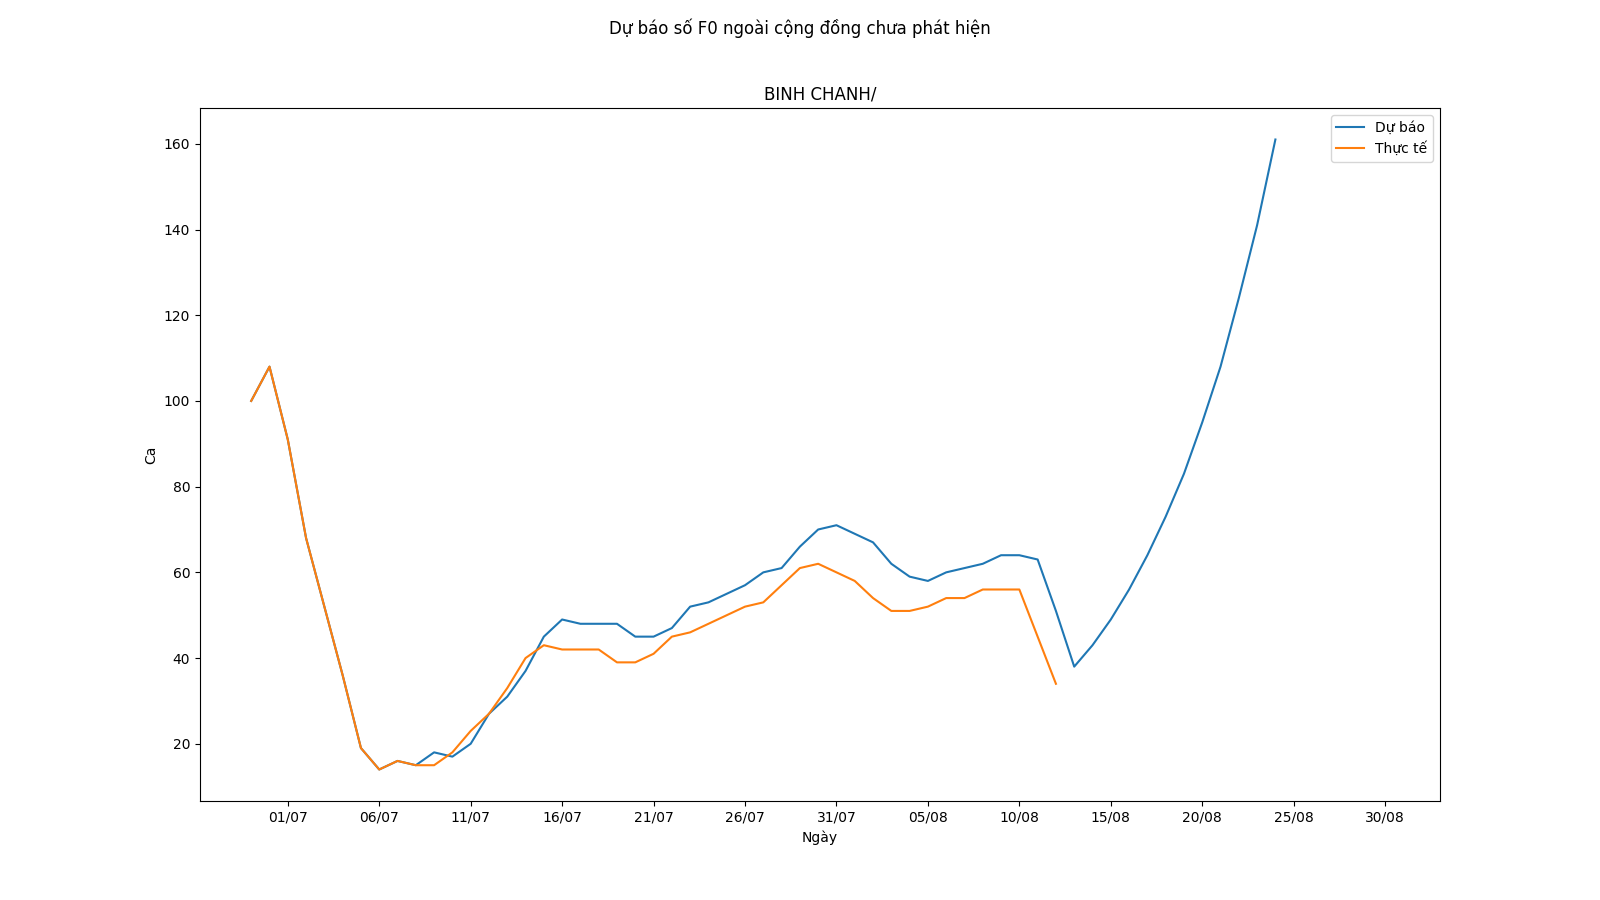 Dự báo số F0 ngoài cộng đồng chưa phát hiện
BINH CHANH/
Dự báo
Thực tế
160
140
120
100
80
60
40
20
Ca
01/07 06/07 11/07 16/07 21/07 26/07 31/07 05/08 10/08 15/08 20/08 25/08 30/08
Ngày